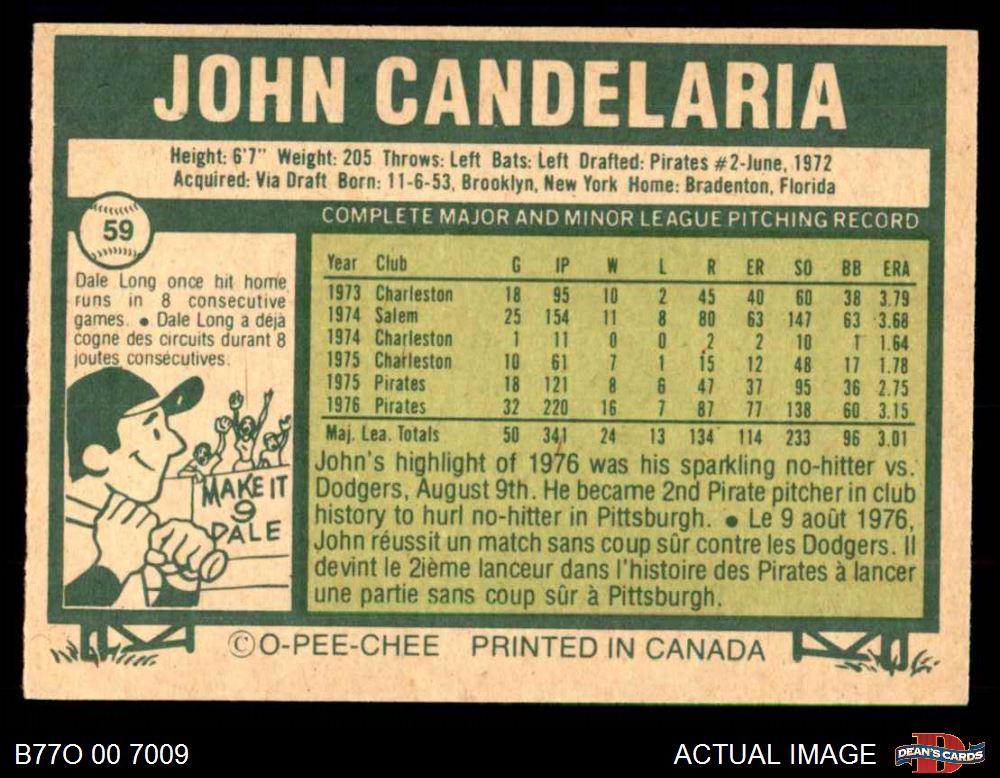 JOHN CANDELARIA
Height: 6'7" Weight: 205 Throws: Left Bats: Left Drafted: Pirates #2-June, 1972
Acquired: Via Draft Born: 11-6-53, Brooklyn, New York Home: Bradenton, Florida
59
COMPLETE MAJOR AND MINOR LEAGUE PITCHING RECORD
Dale Long once hit home
runs in 8 consecutive
games. • Dale Long a déjà
cogné des circuits durant 8
joutes consécutives.
MAKE IT
9
DALE
Year Club G IP W L R ER SO BB ERA
1973 Charleston 18 95 10 2 45 40 60 38 3.79
1974 Salem 25 154 11 8 80 63 147 63 3.68
1974 Charleston 1 11 0 0 2 2 10 1 1.64
1975 Charleston 10 61 7 1 15 12 48 17 1.78
1975 Pirates 18 121 8 6 47 37 95 36 2.75
1976 Pirates 32 220 16 7 87 77 138 60 3.15
Maj. Lea. Totals 50 341 24 13 134 114 233 96 3.01
John's highlight of 1976 was his sparkling no-hitter vs.
Dodgers, August 9th. He became 2nd Pirate pitcher in club
history to hurl no-hitter in Pittsburgh. • Le 9 août 1976,
John réussit un match sans coup sûr contre les Dodgers. Il
devint le 2ième lanceur dans l'histoire des Pirates à lancer
une partie sans coup sûr à Pittsburgh.
©O-PEE-CHEE PRINTED IN CANADA
B77O 00 7009
ACTUAL IMAGE
DEAN'S CARDS